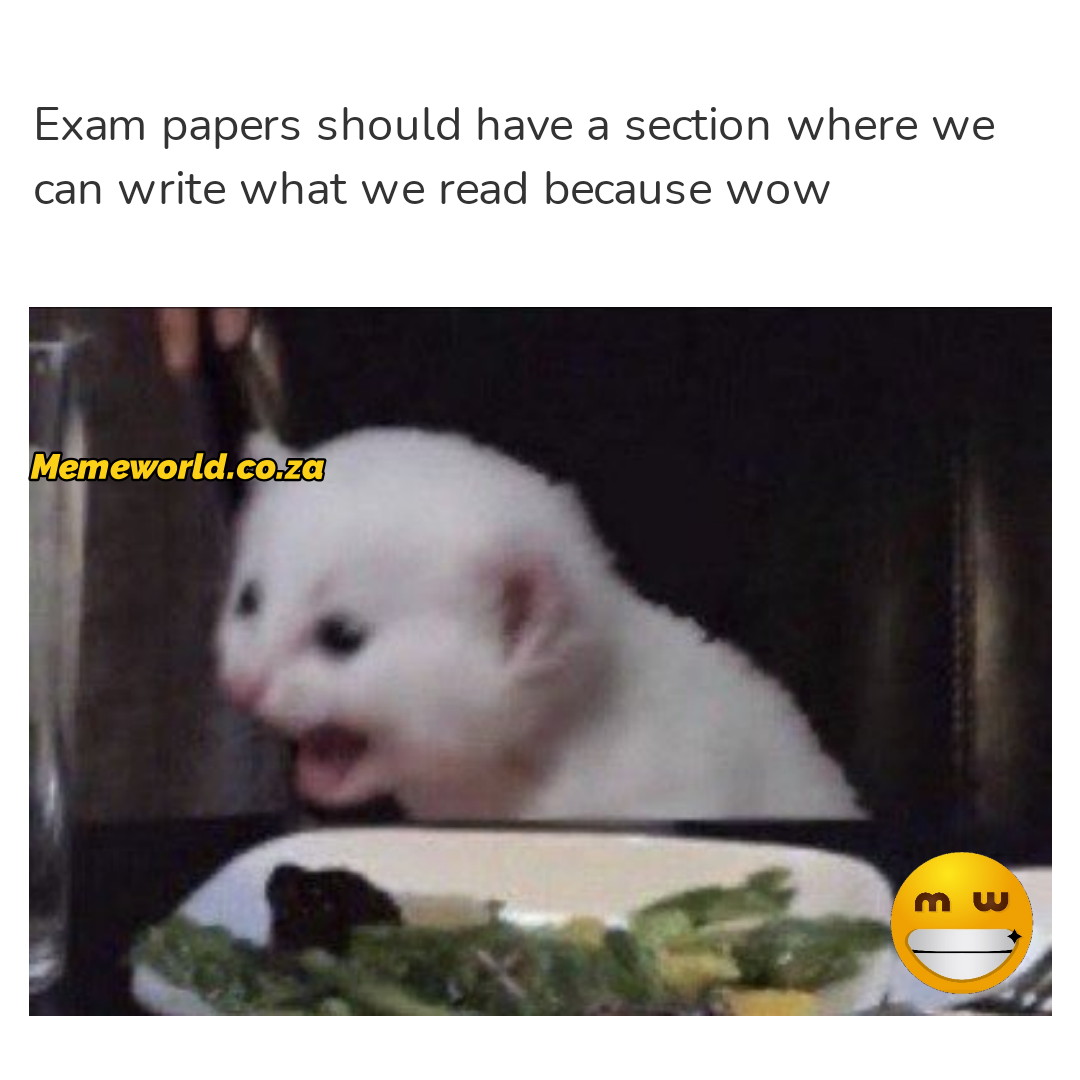 Exam papers should have a section where we
can write what we read because wow
Memeworld.co.za
m w